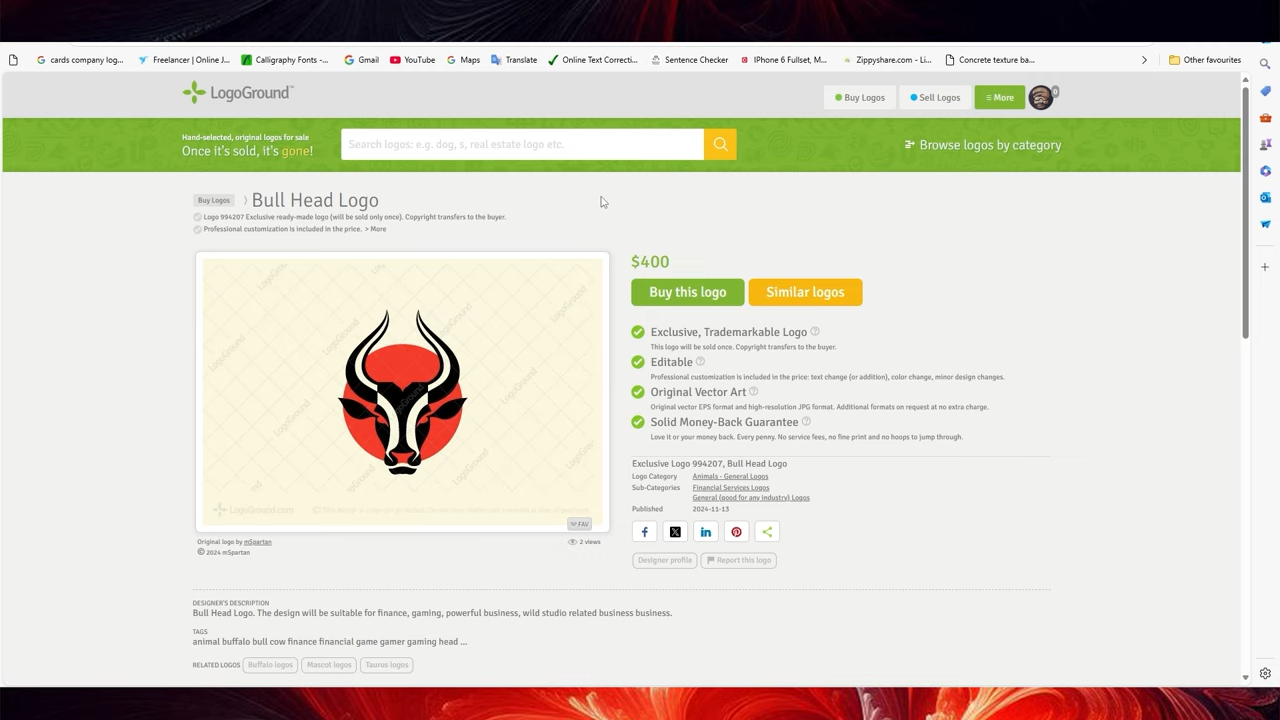 cards company log...
Freelancer | Online J...
Calligraphy Fonts -...
Gmail
YouTube
Maps
Translate
Online Text Correcti...
Sentence Checker
IPhone 6 Fullset, M...
Zippyshare.com - Li...
Concrete texture ba...
Other favourites
LogoGround™
Buy Logos
Sell Logos
≡ More
0
Hand-selected, original logos for sale
Once it's sold, it's gone!
Search logos: e.g. dog, s, real estate logo etc.
Browse logos by category
Buy Logos
Bull Head Logo
Logo 994207 Exclusive ready-made logo (will be sold only once). Copyright transfers to the buyer.
Professional customization is included in the price. > More
LogoGround
LogoGround.com
FAV
Original logo by mSpartan
© 2024 mSpartan
2 views
$400
Buy this logo
Similar logos
Exclusive, Trademarkable Logo
This logo will be sold once. Copyright transfers to the buyer.
Editable
Professional customization is included in the price: text change (or addition), color change, minor design changes.
Original Vector Art
Original vector EPS format and high-resolution JPG format. Additional formats on request at no extra charge.
Solid Money-Back Guarantee
Love it or your money back. Every penny. No service fees, no fine print and no hoops to jump through.
Exclusive Logo 994207, Bull Head Logo
Logo Category Animals - General Logos
Sub-Categories Financial Services Logos
General (good for any industry) Logos
Published 2024-11-13
Designer profile
Report this logo
DESIGNER'S DESCRIPTION
Bull Head Logo. The design will be suitable for finance, gaming, powerful business, wild studio related business business.
TAGS
animal buffalo bull cow finance financial game gamer gaming head ...
RELATED LOGOS
Buffalo logos
Mascot logos
Taurus logos